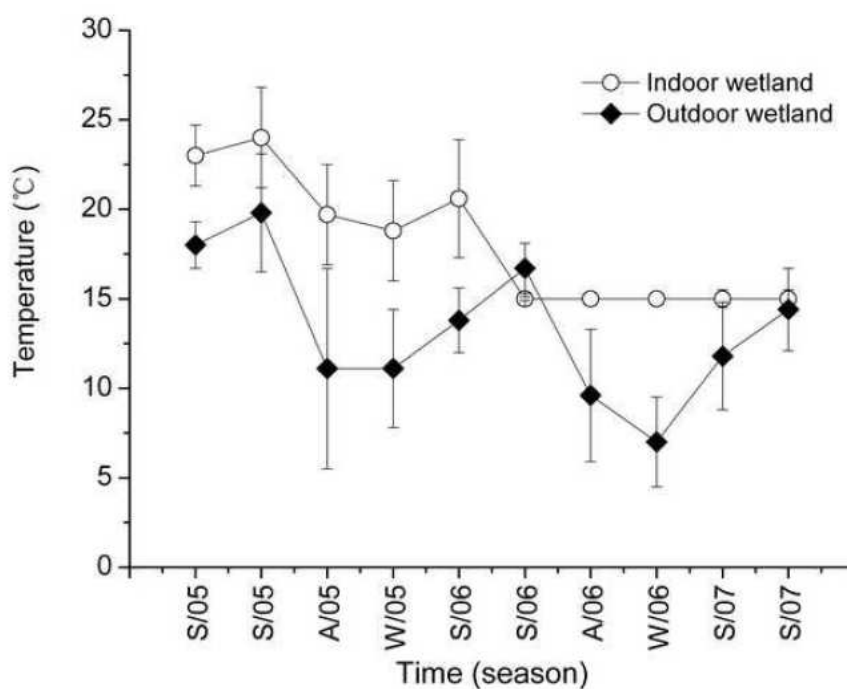 30
25
20
15
10
5
0
Temperature (℃)
Indoor wetland
Outdoor wetland
S/05
S/05
A/05
W/05
S/06
S/06
A/06
W/06
S/07
S/07
Time (season)